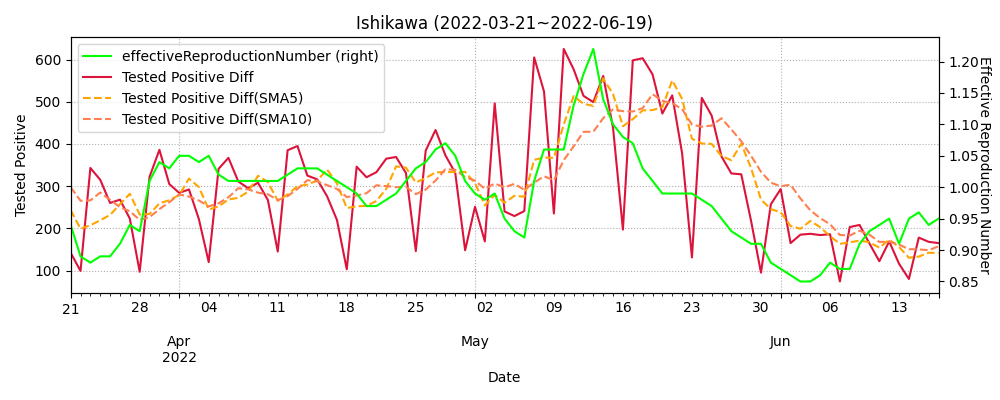 Ishikawa (2022-03-21~2022-06-19)
effectiveReproductionNumber (right)
Tested Positive Diff
Tested Positive Diff(SMA5)
Tested Positive Diff(SMA10)
Tested Positive
600
500
400
300
200
100
Effective Reproduction Number
1.20
1.15
1.10
1.05
1.00
0.95
0.90
0.85
21 28 04 11 18 25 02 09 16 23 30 06 13
Apr May Jun
2022
Date